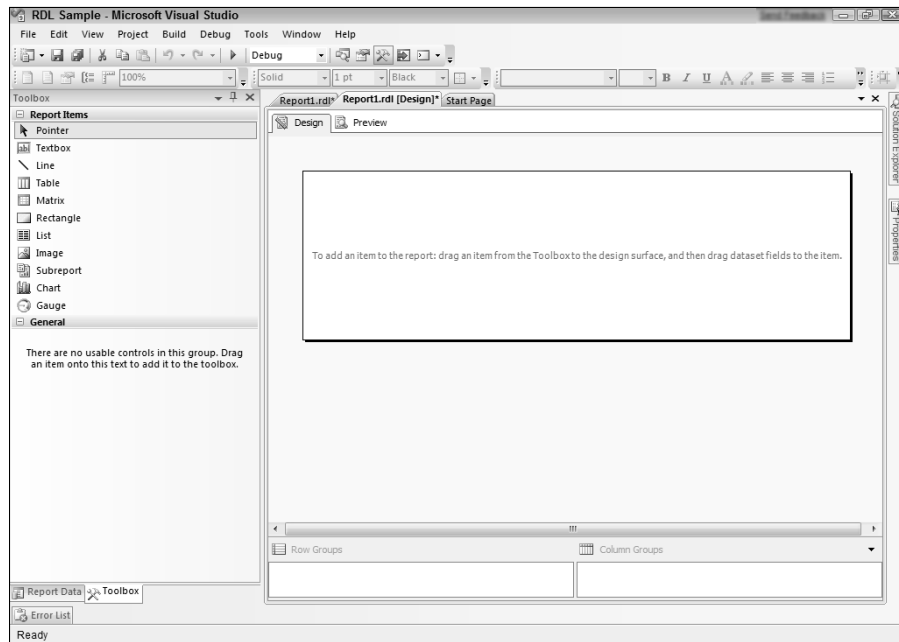 RDL Sample - Microsoft Visual Studio
File Edit View Project Build Debug Tools Window Help
Debug
100% Solid 1 pt Black B I U A
Toolbox
Report1.rdl* Report1.rdl [Design]* Start Page
Report Items
Design Preview
Pointer
Textbox
Line
Table
Matrix
Rectangle
List
Image
Subreport
Chart
Gauge
General
There are no usable controls in this group. Drag
an item onto this text to add it to the toolbox.
To add an item to the report: drag an item from the Toolbox to the design surface, and then drag dataset fields to the item.
Solution Explorer
Properties
Row Groups Column Groups
Report Data Toolbox
Error List
Ready